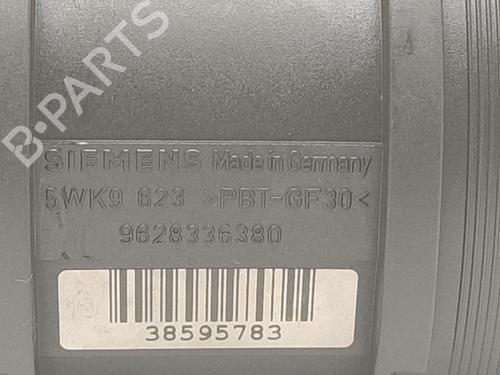 B-PARTS
SIEMENS Made in Germany
5WK9 623 >PBT-GF30<
9628336380
38595783